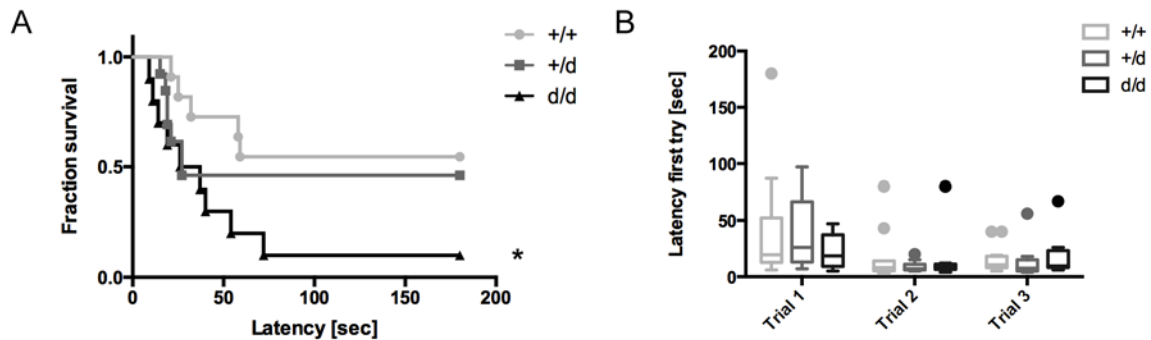 A
+/+
+/d
d/d
Fraction survival
1.0
0.5
0.0
0
50
100
150
200
Latency [sec]
*
B
+/+
+/d
d/d
Latency first try [sec]
200
150
100
50
0
Trial 1
Trial 2
Trial 3